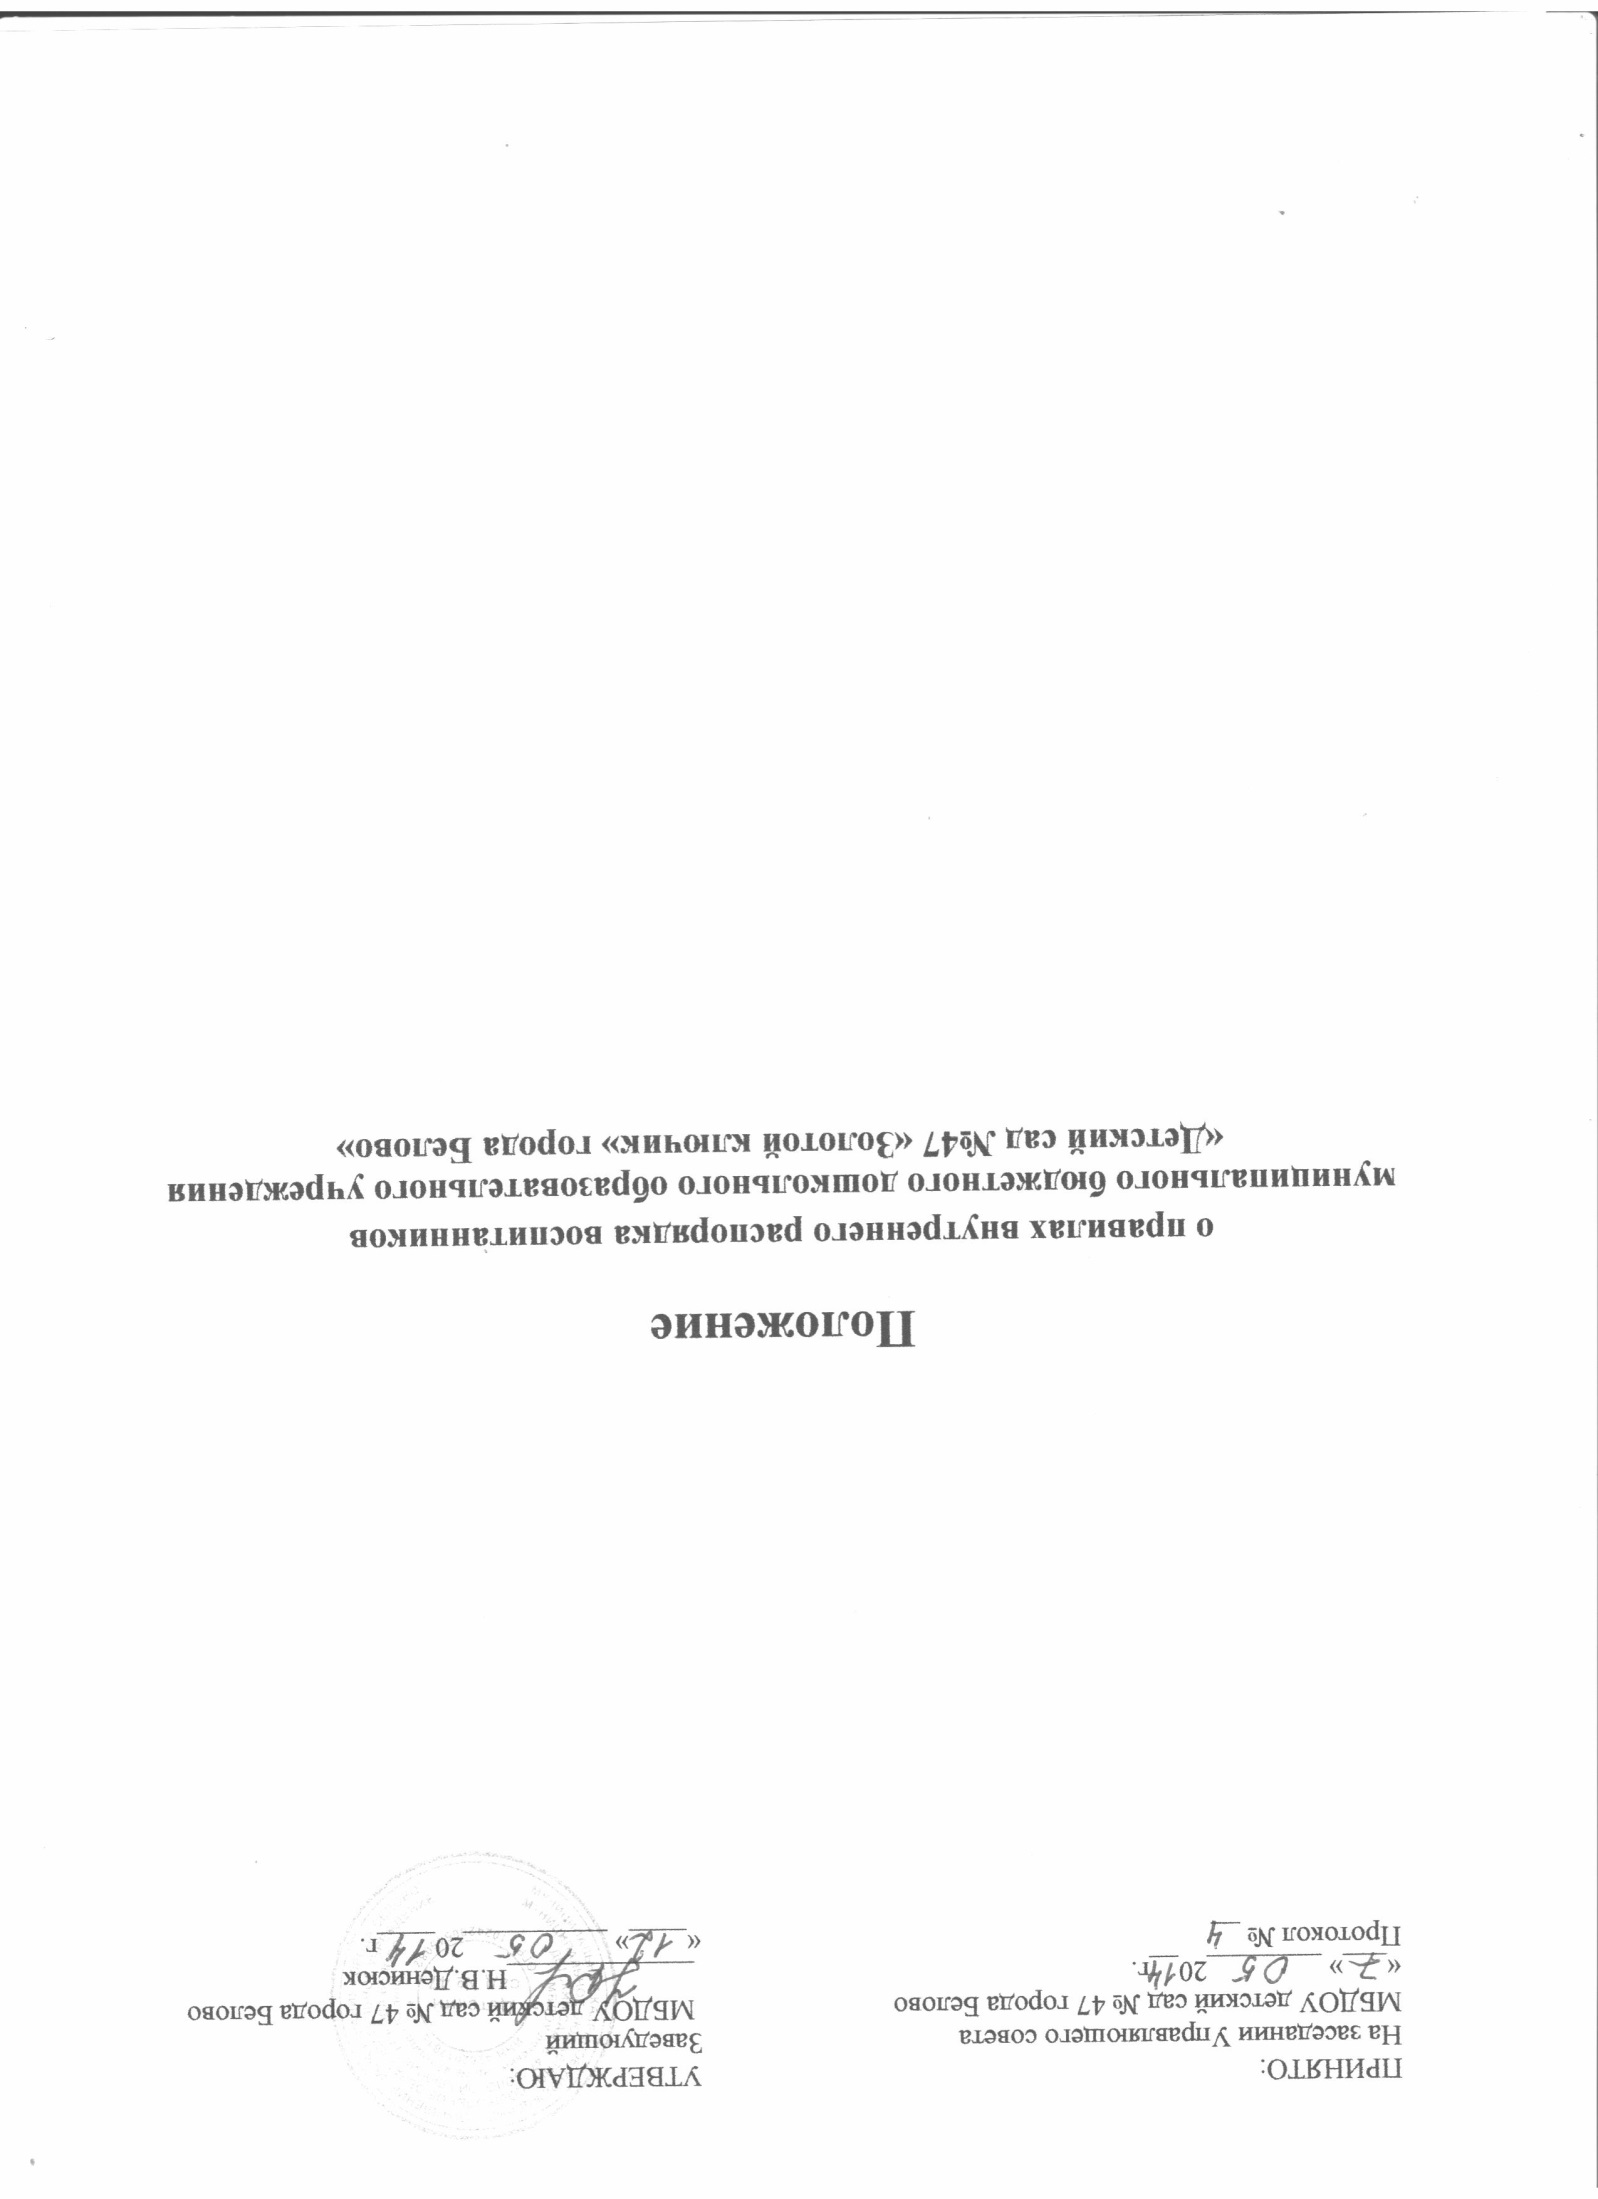 ПРИНЯТО:
На заседании Управляющего совета
МБДОУ детский сад № 47 города Белово
«7» 05 2014г.
Протокол № 4
УТВЕРЖДАЮ:
Заведующий
МБДОУ детский сад № 47 города Белово
Н.В.Денисюк
«12» 05 2014г.
Положение
о правилах внутреннего распорядка воспитанников
муниципального бюджетного дошкольного образовательного учреждения
«Детский сад №47 «Золотой ключик» города Белово»